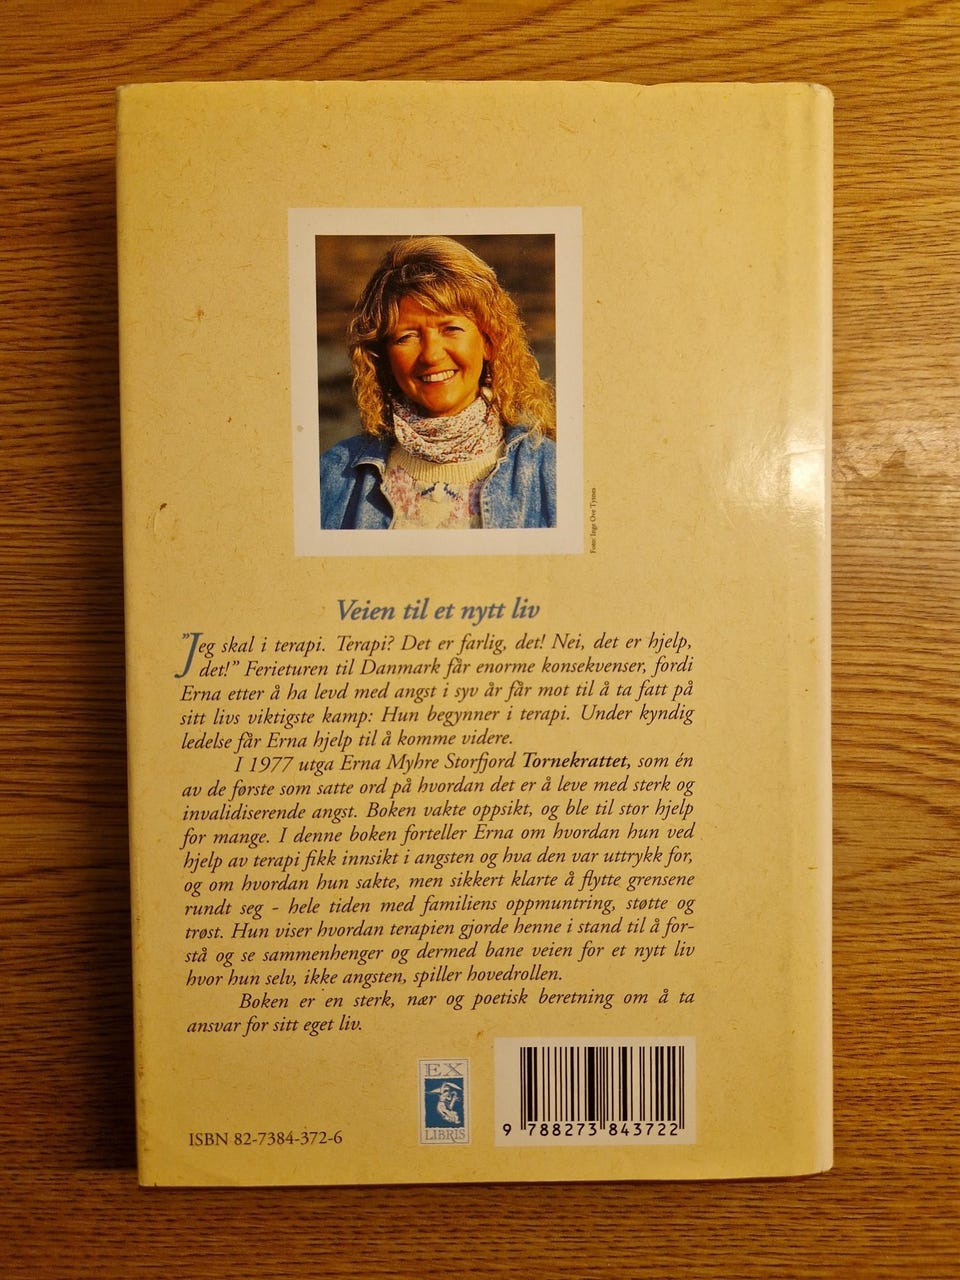 Foto: Inge Ove Tysnes
Veien til et nytt liv
"Jeg skal i terapi. Terapi? Det er farlig, det! Nei, det er hjelp,
det!" Ferieturen til Danmark får enorme konsekvenser, fordi
Erna etter å ha levd med angst i syv år får mot til å ta fatt på
sitt livs viktigste kamp: Hun begynner i terapi. Under kyndig
ledelse får Erna hjelp til å komme videre.
I 1977 utga Erna Myhre Storfjord Tornekrattet, som én
av de første som satte ord på hvordan det er å leve med sterk og
invalidiserende angst. Boken vakte oppsikt, og ble til stor hjelp
for mange. I denne boken forteller Erna om hvordan hun ved
hjelp av terapi fikk innsikt i angsten og hva den var uttrykk for,
og om hvordan hun sakte, men sikkert klarte å flytte grensene
rundt seg - hele tiden med familiens oppmuntring, støtte og
trøst. Hun viser hvordan terapien gjorde henne i stand til å for-
stå og se sammenhenger og dermed bane veien for et nytt liv
hvor hun selv, ikke angsten, spiller hovedrollen.
Boken er en sterk, nær og poetisk beretning om å ta
ansvar for sitt eget liv.
EX
LIBRIS
ISBN 82-7384-372-6
9 788273 843722